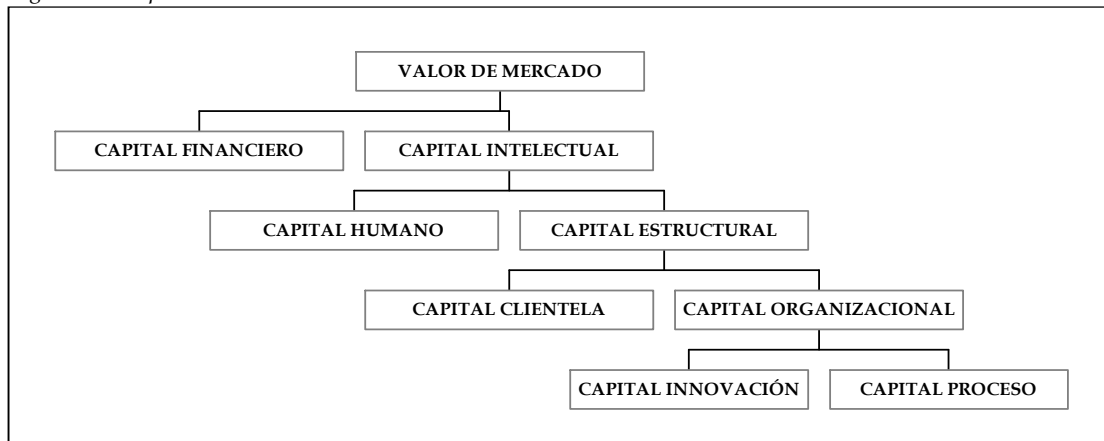 VALOR DE MERCADO
CAPITAL FINANCIERO
CAPITAL INTELECTUAL
CAPITAL HUMANO
CAPITAL ESTRUCTURAL
CAPITAL CLIENTELA
CAPITAL ORGANIZACIONAL
CAPITAL INNOVACIÓN
CAPITAL PROCESO